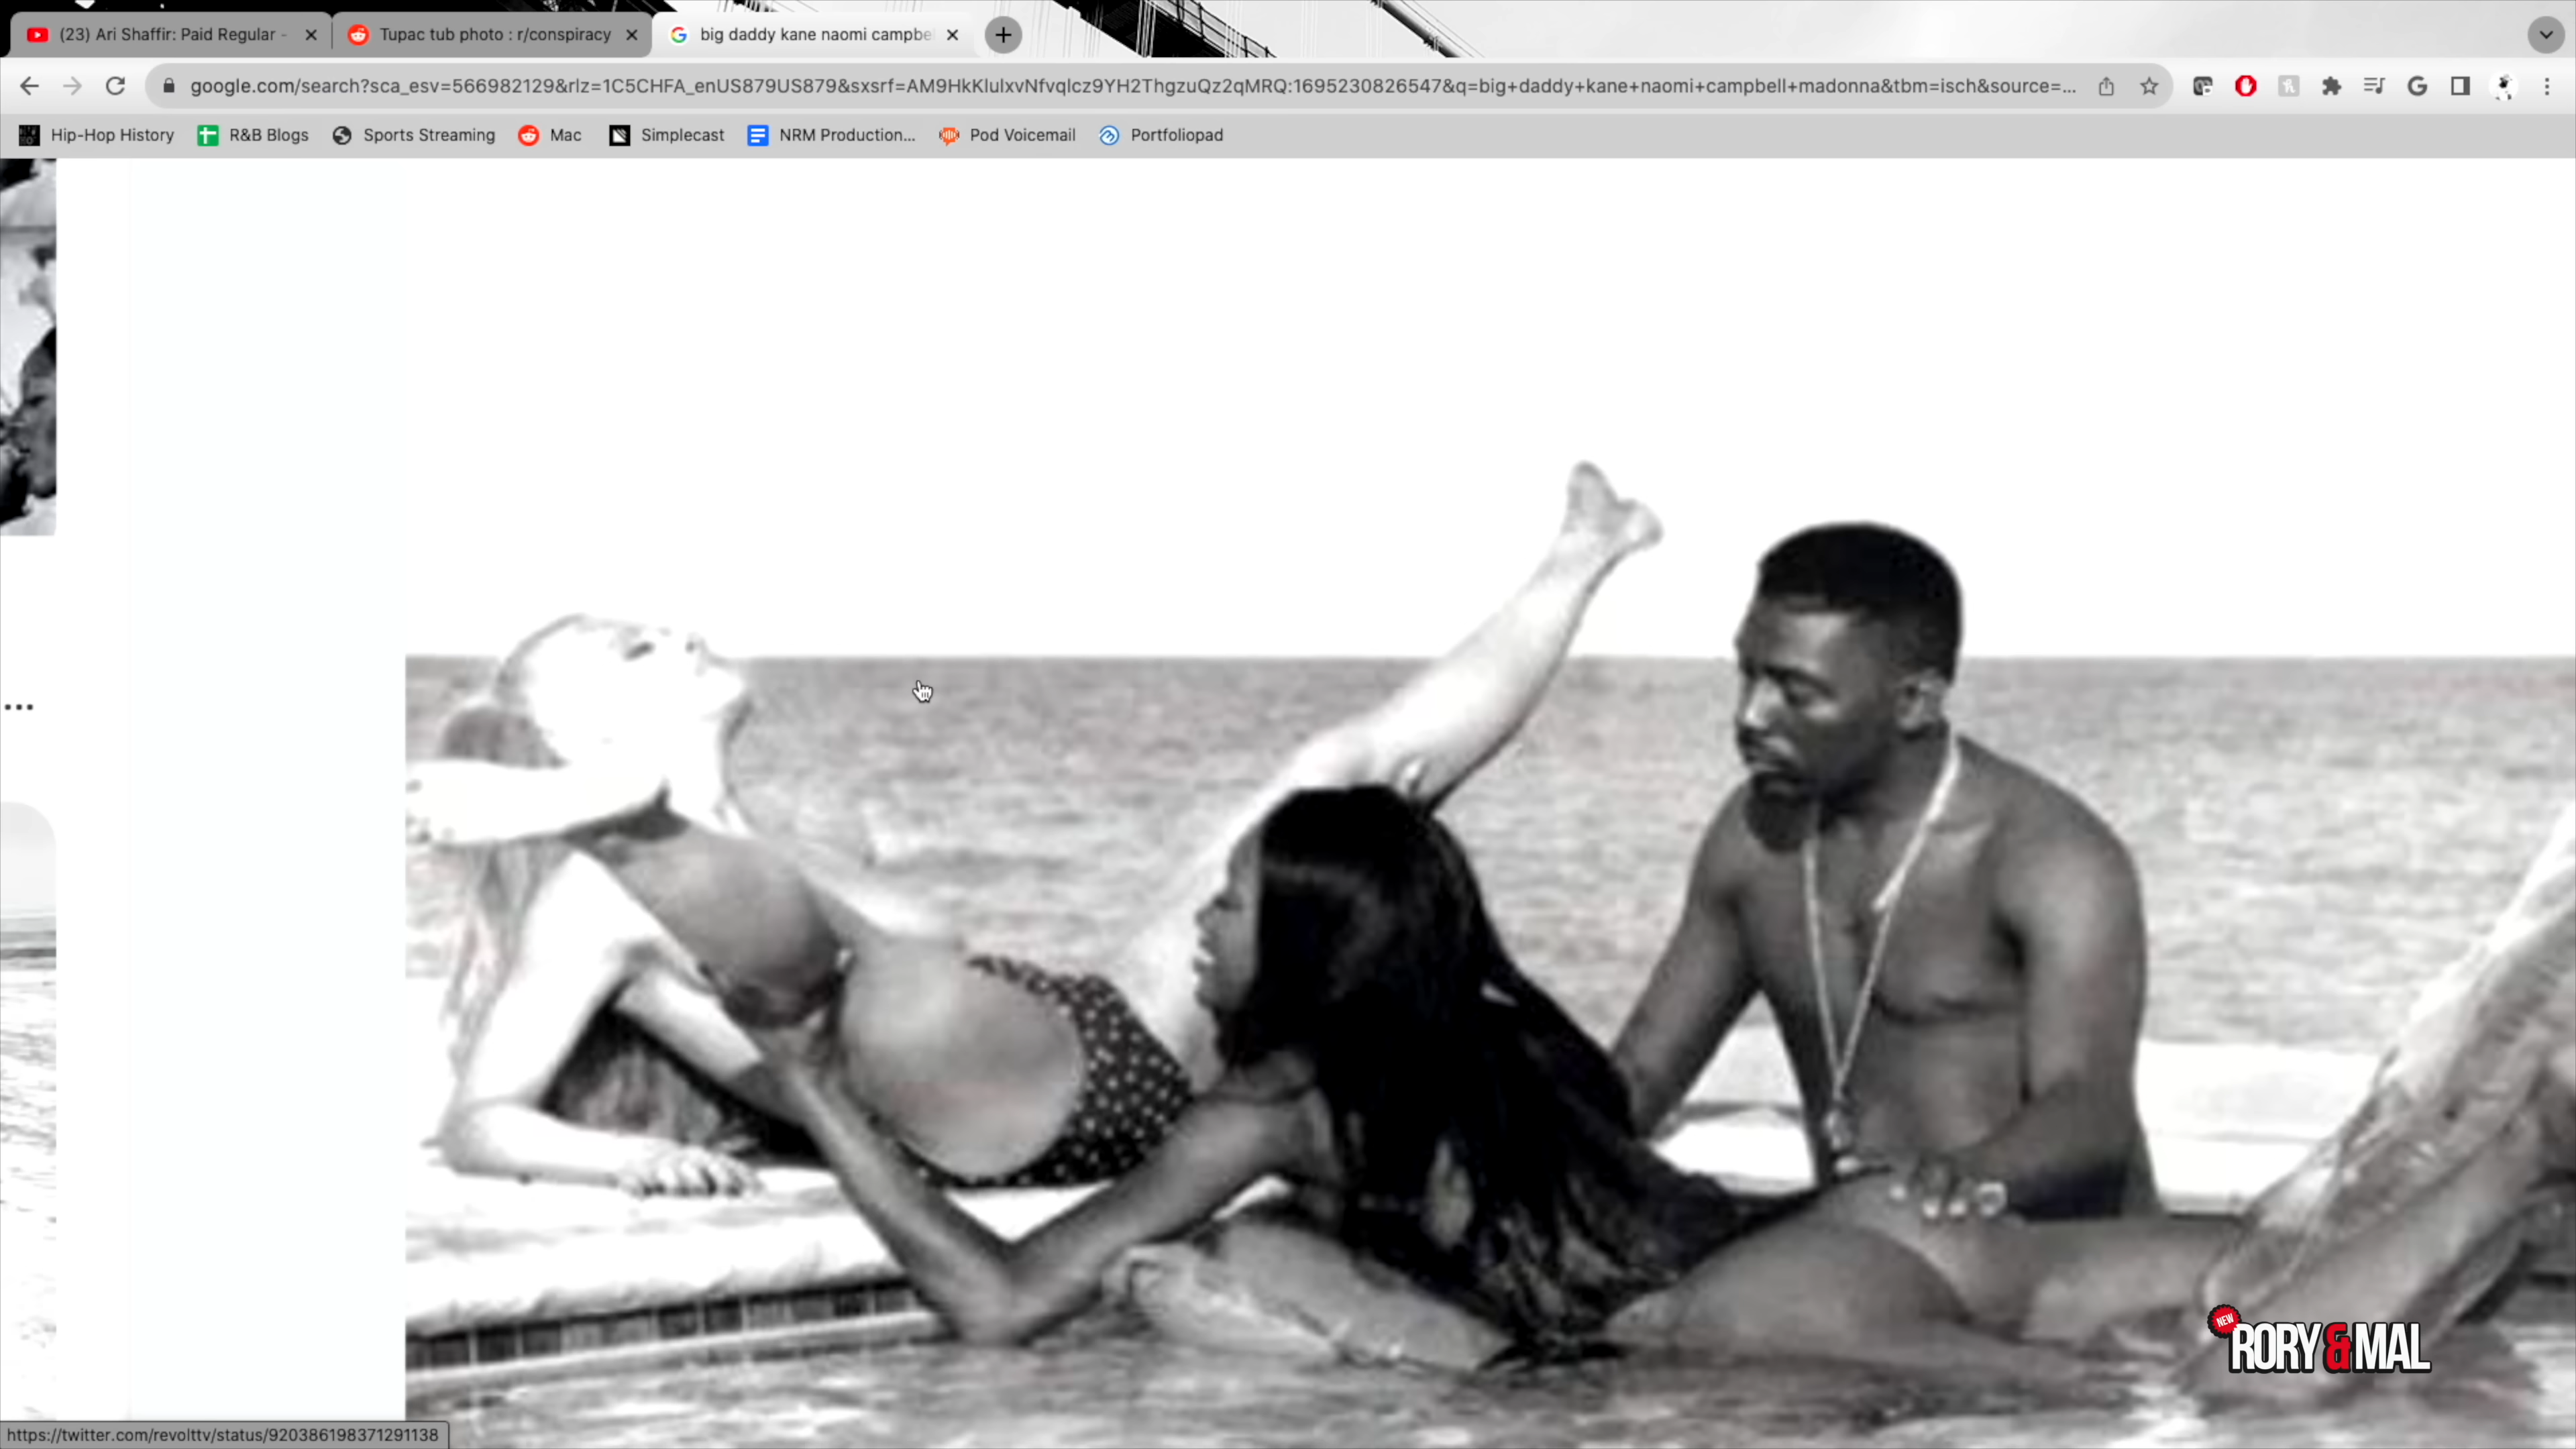 (23) Ari Shaffir: Paid Regular -
Tupac tub photo : r/conspiracy
big daddy kane naomi campbe
google.com/search?sca_esv=566982129&rlz=1C5CHFA_enUS879US879&sxsrf=AM9HkKlulxvNfvqlcz9YH2ThgzuQz2qMRQ:1695230826547&q=big+daddy+kane+naomi+campbell+madonna&tbm=isch&source=...
Hip-Hop History
R&B Blogs
Sports Streaming
Mac
Simplecast
NRM Production...
Pod Voicemail
Portfoliopad
NEW
RORY & MAL
https://twitter.com/revolttv/status/920386198371291138